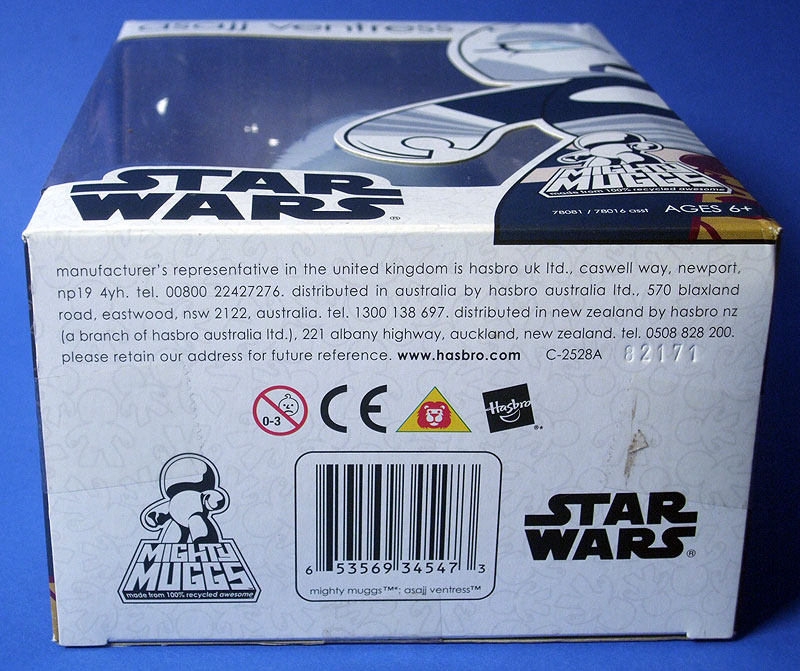 asajj ventress
STAR
WARS®
MIGHTY
MUGGS
made from 100% recycled awesome
78081 / 78016 asst AGES 6+
manufacturer's representative in the united kingdom is hasbro uk ltd., caswell way, newport,
np19 4yh. tel. 00800 22427276. distributed in australia by hasbro australia ltd., 570 blaxland
road, eastwood, nsw 2122, australia. tel. 1300 138 697. distributed in new zealand by hasbro nz
(a branch of hasbro australia ltd.), 221 albany highway, auckland, new zealand. tel. 0508 828 200.
please retain our address for future reference. www.hasbro.com C-2528A 82171
0-3 CE Hasbro ®*
MIGHTY
MUGGS
made from 100% recycled awesome
6 53569 34547 3
mighty muggs™*: asajj ventress™
STAR
WARS®